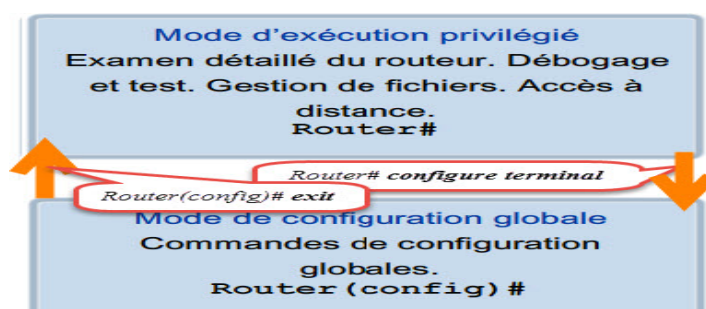 Mode d'exécution privilégié
Examen détaillé du routeur. Débogage
et test. Gestion de fichiers. Accès à
distance.
Router#
Router# configure terminal
Router(config)# exit
Mode de configuration globale
Commandes de configuration
globales.
Router(config)#